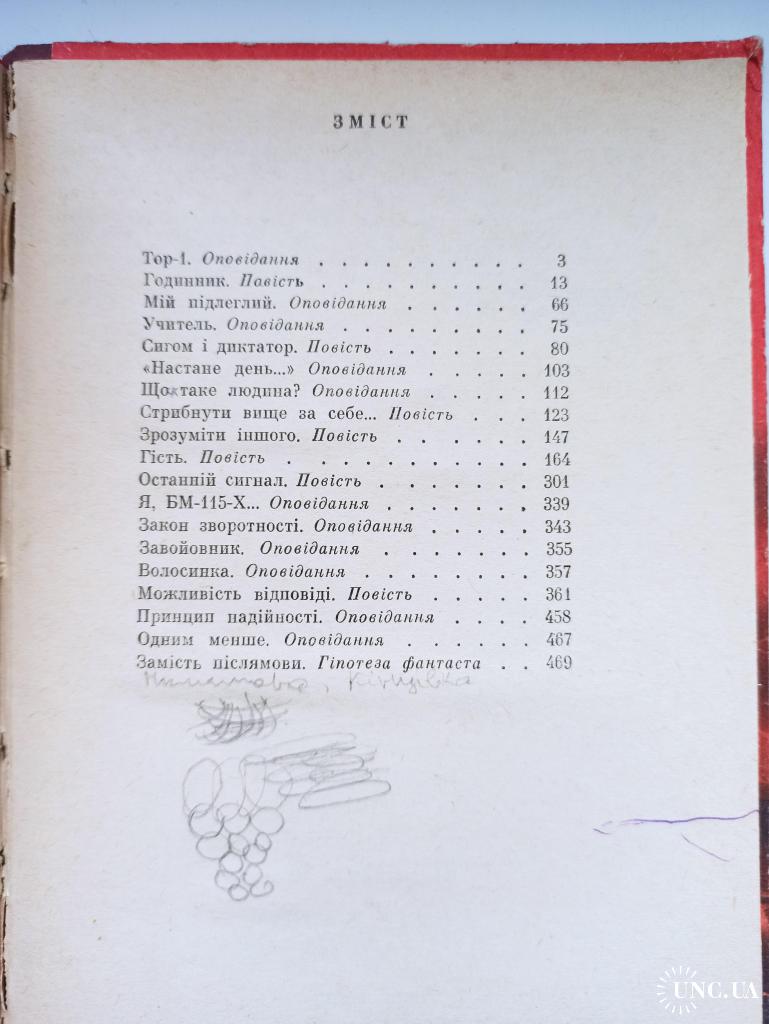 ЗМІСТ
Тор-1. Оповідання . . . . . . . . . . 3
Годинник. Повість . . . . . . . . . . 13
Мій підлеглий. Оповідання . . . . . . 66
Учитель. Оповідання . . . . . . . . . 75
Сигом і диктатор. Повість . . . . . . . 80
«Настане день...» Оповідання . . . . . 103
Що таке людина? Оповідання . . . . . 112
Стрибнути вище за себе... Повість . . . 123
Зрозуміти іншого. Повість . . . . . . 147
Гість. Повість . . . . . . . . . . . 164
Останній сигнал. Повість . . . . . . . 301
Я, БМ-115-Х... Оповідання . . . . . . . 339
Закон зворотності. Оповідання . . . . . 343
Завойовник. Оповідання . . . . . . . 355
Волосинка. Оповідання . . . . . . . . 357
Можливість відповіді. Повість . . . . . 361
Принцип надійності. Оповідання . . . . 458
Одним менше. Оповідання . . . . . . 467
Замість післямови. Гіпотеза фантаста . . 469
UNC.UA